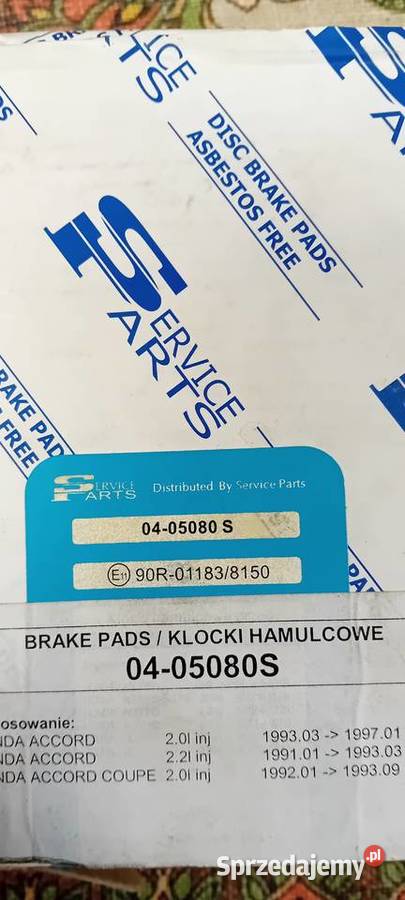 SERVICE
PARTS
DISC BRAKE PADS
ASBESTOS FREE
SERVICE
PARTS
BRAKE PAD
FREE
SERVICE
PARTS
Distributed By Service Parts
04-05080 S
E11 90R-01183/8150
BRAKE PADS / KLOCKI HAMULCOWE
04-05080S
osowanie:
NDA ACCORD 2.0l inj 1993.03 -> 1997.01
NDA ACCORD 2.2l inj 1991.01 -> 1993.03
NDA ACCORD COUPE 2.0l inj 1992.01 -> 1993.09
Sprzedajemy.pl